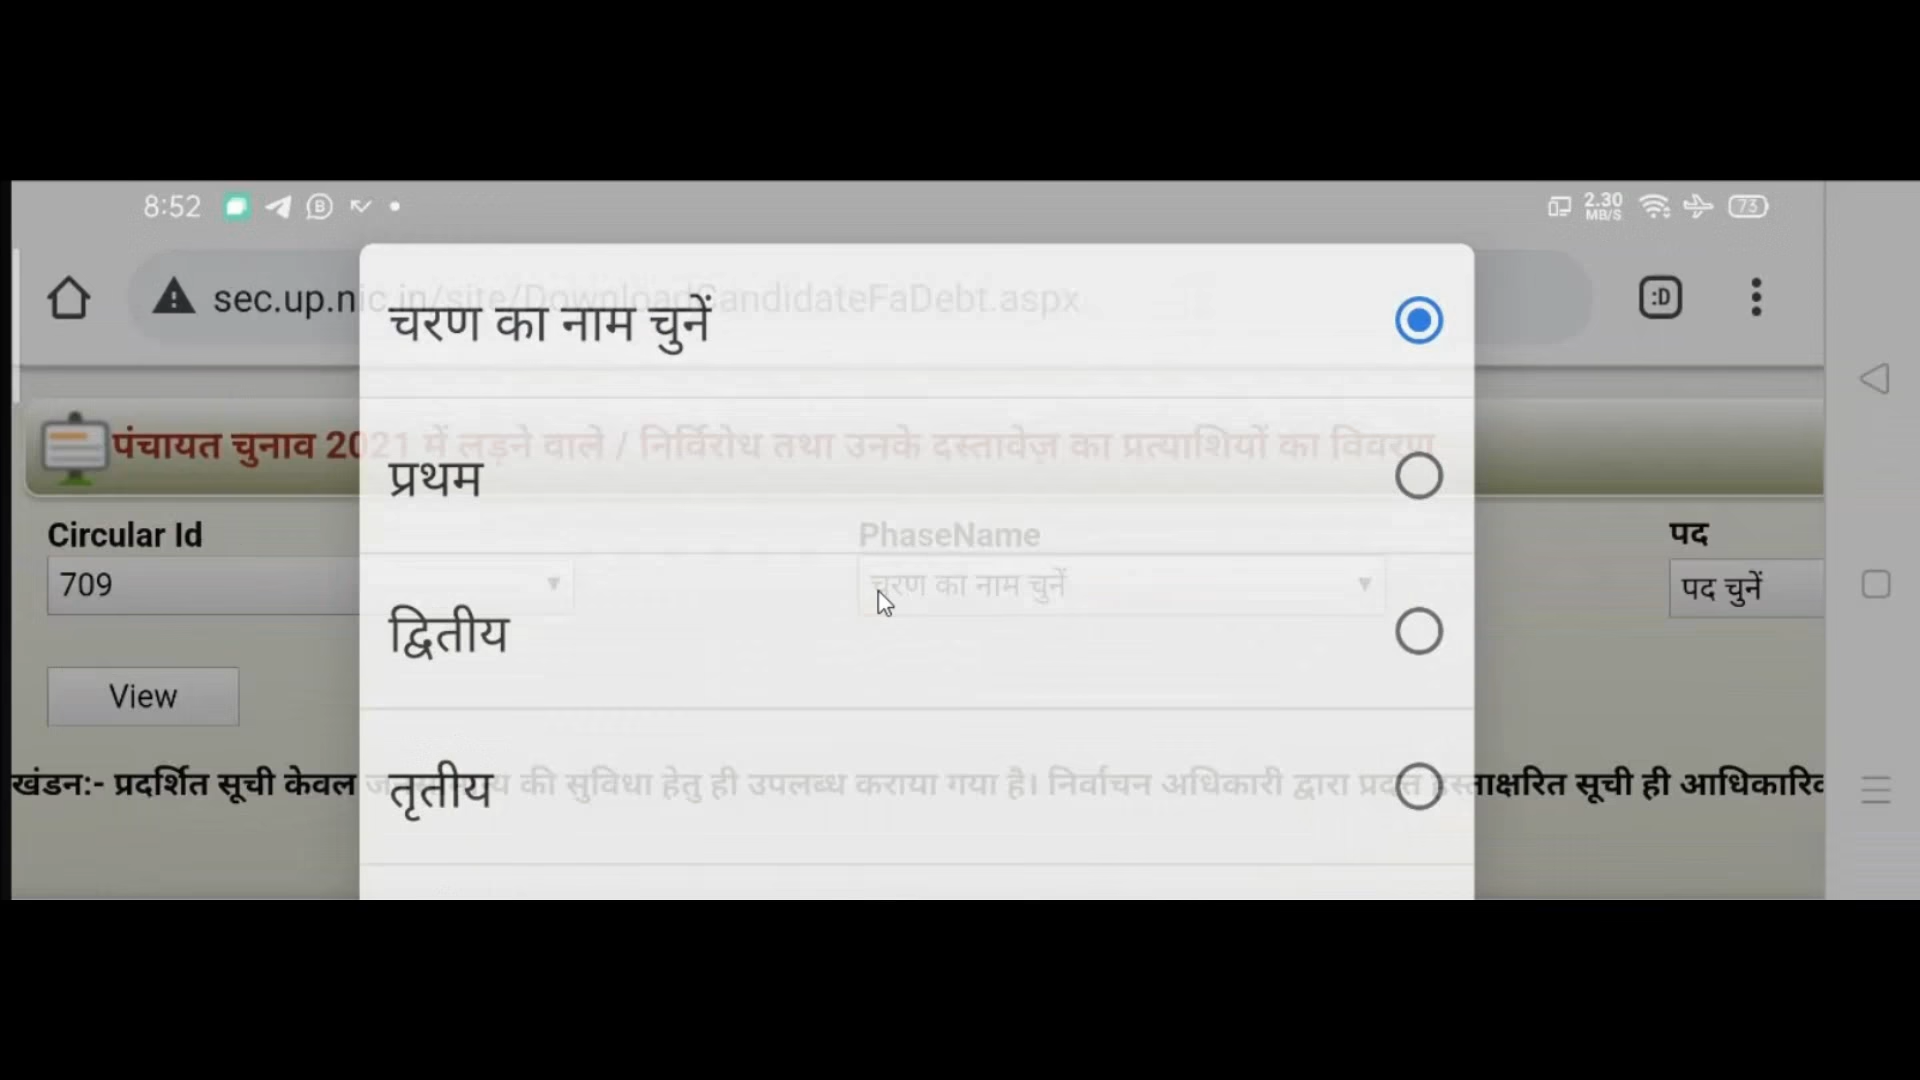 8:52
2.30
MB/S
73
sec.up.nic.in/site/DownloadCandidateFaDebt.aspx
:D
चरण का नाम चुनें
पंचायत चुनाव 2021 में लड़ने वाले / निर्विरोध तथा उनके दस्तावेज़ का प्रत्याशियों का विवरण
प्रथम
Circular Id
PhaseName
पद
709
चरण का नाम चुनें
पद चुनें
द्वितीय
View
तृतीय
खंडन:- प्रदर्शित सूची केवल की सुविधा हेतु ही उपलब्ध कराया गया है। निर्वाचन अधिकारी द्वारा प्रदत्त हस्ताक्षरित सूची ही